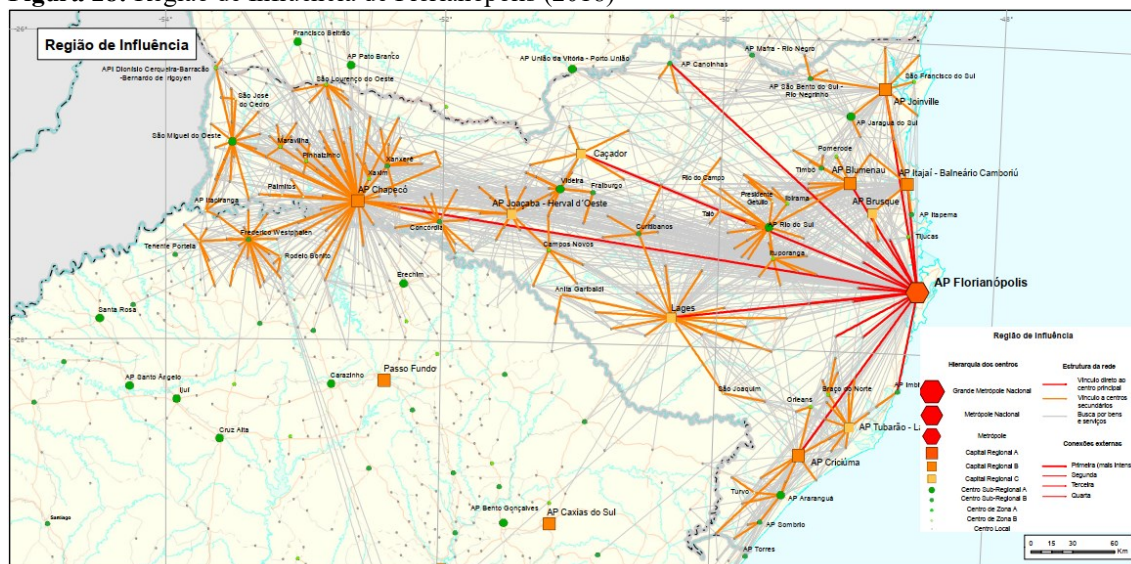 Figura 28: Região de Influência de Florianópolis (2018)
-54°
-52°
-50°
-48°
-26°
Região de Influência
Francisco Beltrão
AP Pato Branco
AP União da Vitória - Porto União
AP Mafra - Rio Negro
AP Canoinhas
API Dionísio Cerqueira-Barracão
-Bernardo de Irigoyen
São Lourenço do Oeste
AP São Bento do Sul -
Rio Negrinho
São Francisco do Sul
AP Joinville
São José
do Cedro
AP Jaraguá do Sul
São Miguel do Oeste
Maravilha
Pinhalzinho
Xanxerê
Xaxim
Caçador
Pomerode
Timbó
AP Blumenau
AP Itajaí - Balneário Camboriú
Palmitos
AP Chapecó
Videira
Fraiburgo
Rio do Campo
Presidente
Getulio
Ibirama
AP Itapiranga
AP Joaçaba - Herval d'Oeste
Taió
AP Brusque
AP Itapema
Concórdia
Curitibanos
AP Rio do Sul
Tijucas
Frederico Westphalen
Tenente Portela
Rodeio Bonito
Campos Novos
Ituporanga
Erechim
Anita Garibaldi
AP Florianópolis
Santa Rosa
Lages
-28°
Passo Fundo
Carazinho
AP Santo Ângelo
Ijuí
São Joaquim
Braço do Norte
Orleans
AP Imbi
Cruz Alta
AP Tubarão - La
AP Criciúma
Turvo
AP Araranguá
AP Bento Gonçalves
AP Caxias do Sul
AP Sombrio
Santiago
AP Torres
Região de Influência
Hierarquia dos centros
Grande Metrópole Nacional
Metrópole Nacional
Metrópole
Capital Regional A
Capital Regional B
Capital Regional C
Centro Sub-Regional A
Centro Sub-Regional B
Centro de Zona A
Centro de Zona B
Centro Local
Estrutura da rede
Vínculo direto ao
centro principal
Vínculo a centros
secundários
Busca por bens
e serviços
Conexões externas
Primeira (mais intens
Segunda
Terceira
Quarta
0 15 30 60
Km